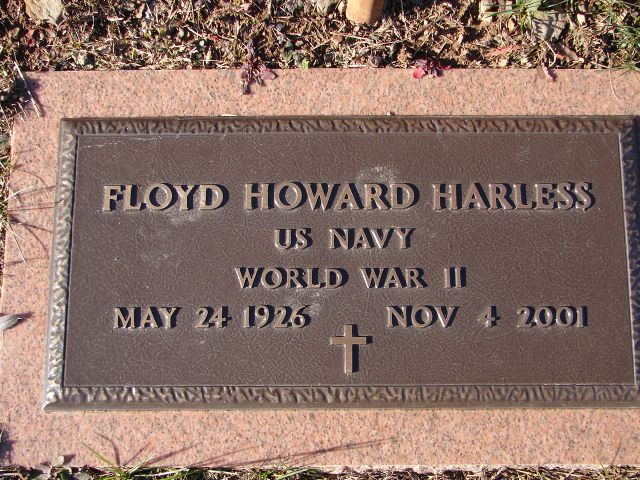 FLOYD HOWARD HARLESS
US NAVY
WORLD WAR II
MAY 24 1926 NOV 4 2001